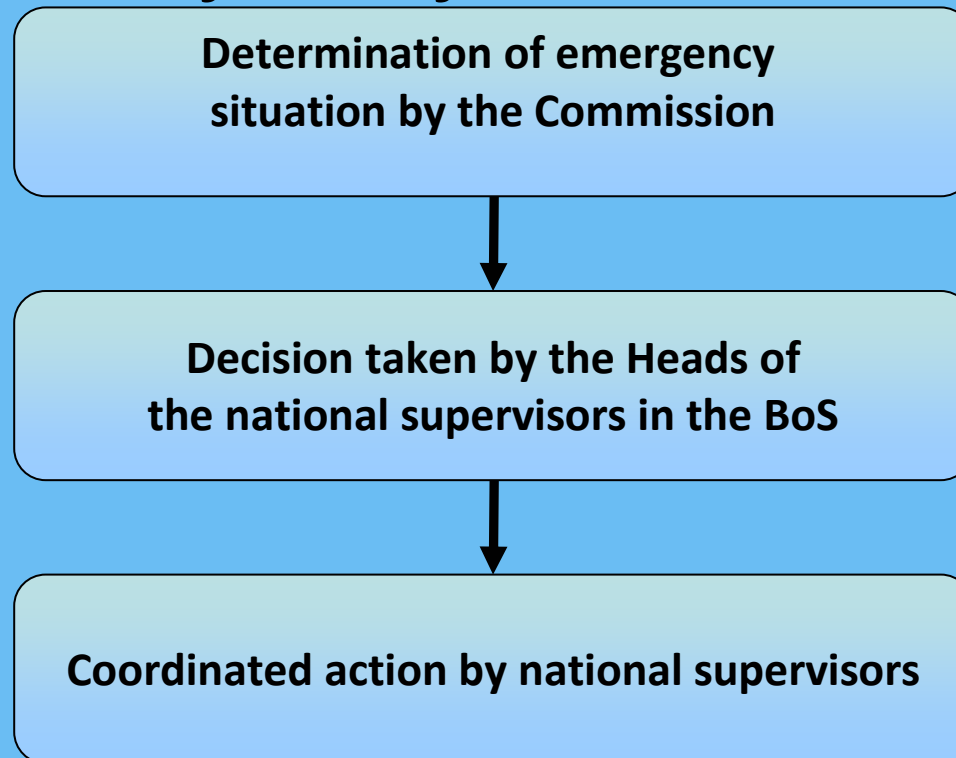 Determination of emergency
situation by the Commission
Decision taken by the Heads of
the national supervisors in the BoS
Coordinated action by national supervisors